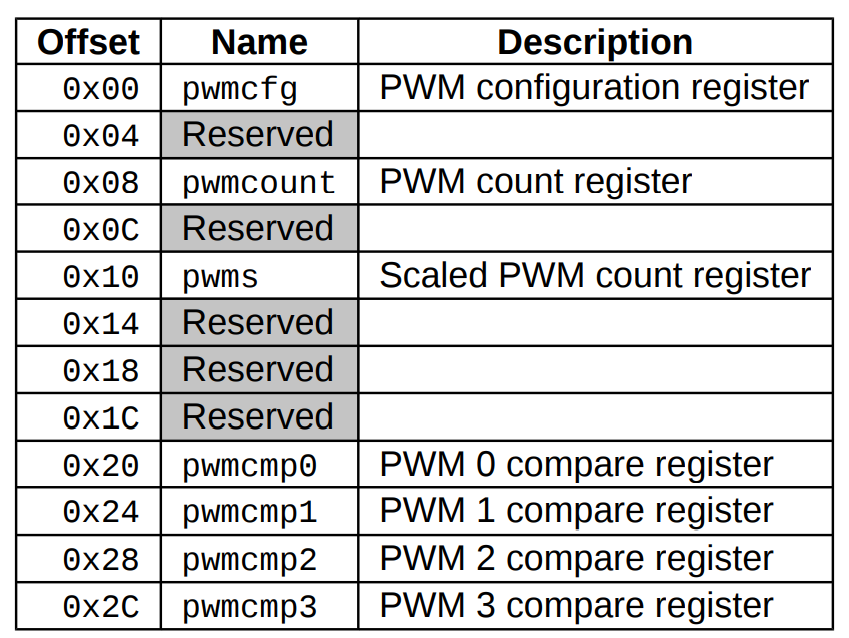 Offset Name Description
0x00 pwmcfg PWM configuration register
0x04 Reserved
0x08 pwmcount PWM count register
0x0C Reserved
0x10 pwms Scaled PWM count register
0x14 Reserved
0x18 Reserved
0x1C Reserved
0x20 pwmcmp0 PWM 0 compare register
0x24 pwmcmp1 PWM 1 compare register
0x28 pwmcmp2 PWM 2 compare register
0x2C pwmcmp3 PWM 3 compare register